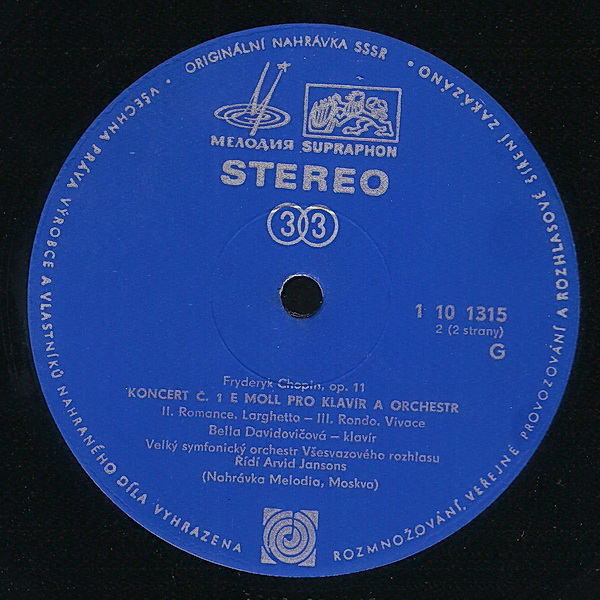 • ORIGINÁLNÍ NAHRÁVKA SSSR •
МЕЛОДИЯ SUPRAPHON
STEREO
33
1 10 1315
2 (2 strany)
G
Fryderyk Chopin, op. 11
KONCERT Č. 1 E MOLL PRO KLAVÍR A ORCHESTR
II. Romance. Larghetto – III. Rondo. Vivace
Bella Davidovičová – klavír
Velký symfonický orchestr Všesvazového rozhlasu
Řídí Arvid Jansons
(Nahrávka Melodia, Moskva)
VŠECHNA PRÁVA VÝROBCE A VLASTNÍKŮ NAHRANÉHO DÍLA VYHRAZENA
ROZMNOŽOVÁNÍ, VEŘEJNÉ PROVOZOVÁNÍ A ROZHLASOVÉ ŠÍŘENÍ ZAKÁZÁNO